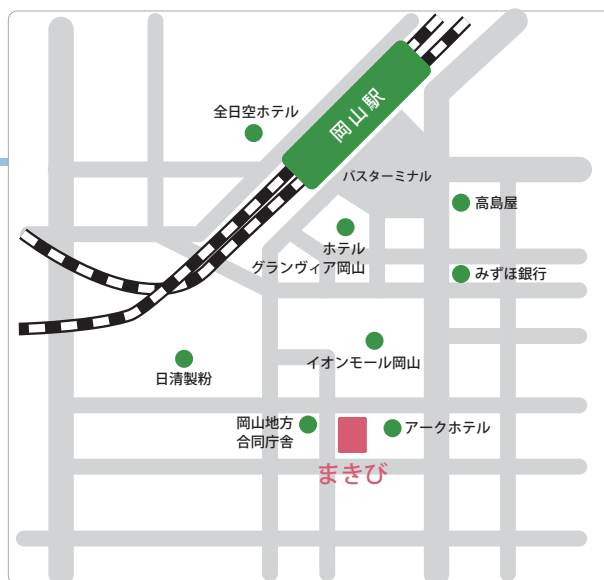 全日空ホテル
岡山駅
バスターミナル
高島屋
ホテル
グランヴィア岡山
みずほ銀行
イオンモール岡山
日清製粉
岡山地方
合同庁舎
アークホテル
まきび